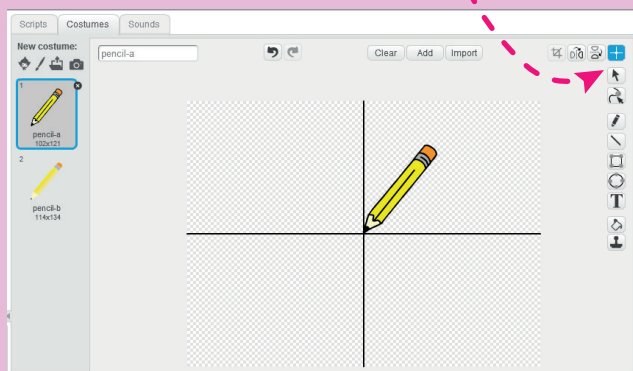 Scripts Costumes Sounds
New costume:
pencil-a
Clear Add Import
1
pencil-a
102x121
2
pencil-b
114x134
T